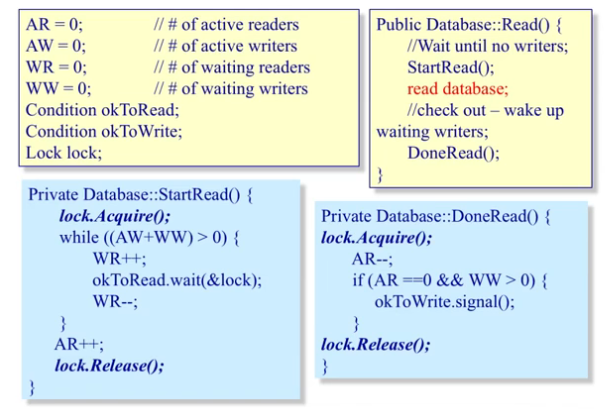 AR = 0; // # of active readers
AW = 0; // # of active writers
WR = 0; // # of waiting readers
WW = 0; // # of waiting writers
Condition okToRead;
Condition okToWrite;
Lock lock;
Public Database::Read() {
//Wait until no writers;
StartRead();
read database;
//check out – wake up
waiting writers;
DoneRead();
}
Private Database::StartRead() {
lock.Acquire();
while ((AW+WW) > 0) {
WR++;
okToRead.wait(&lock);
WR--;
}
AR++;
lock.Release();
}
Private Database::DoneRead() {
lock.Acquire();
AR--;
if (AR ==0 && WW > 0) {
okToWrite.signal();
}
lock.Release();
}